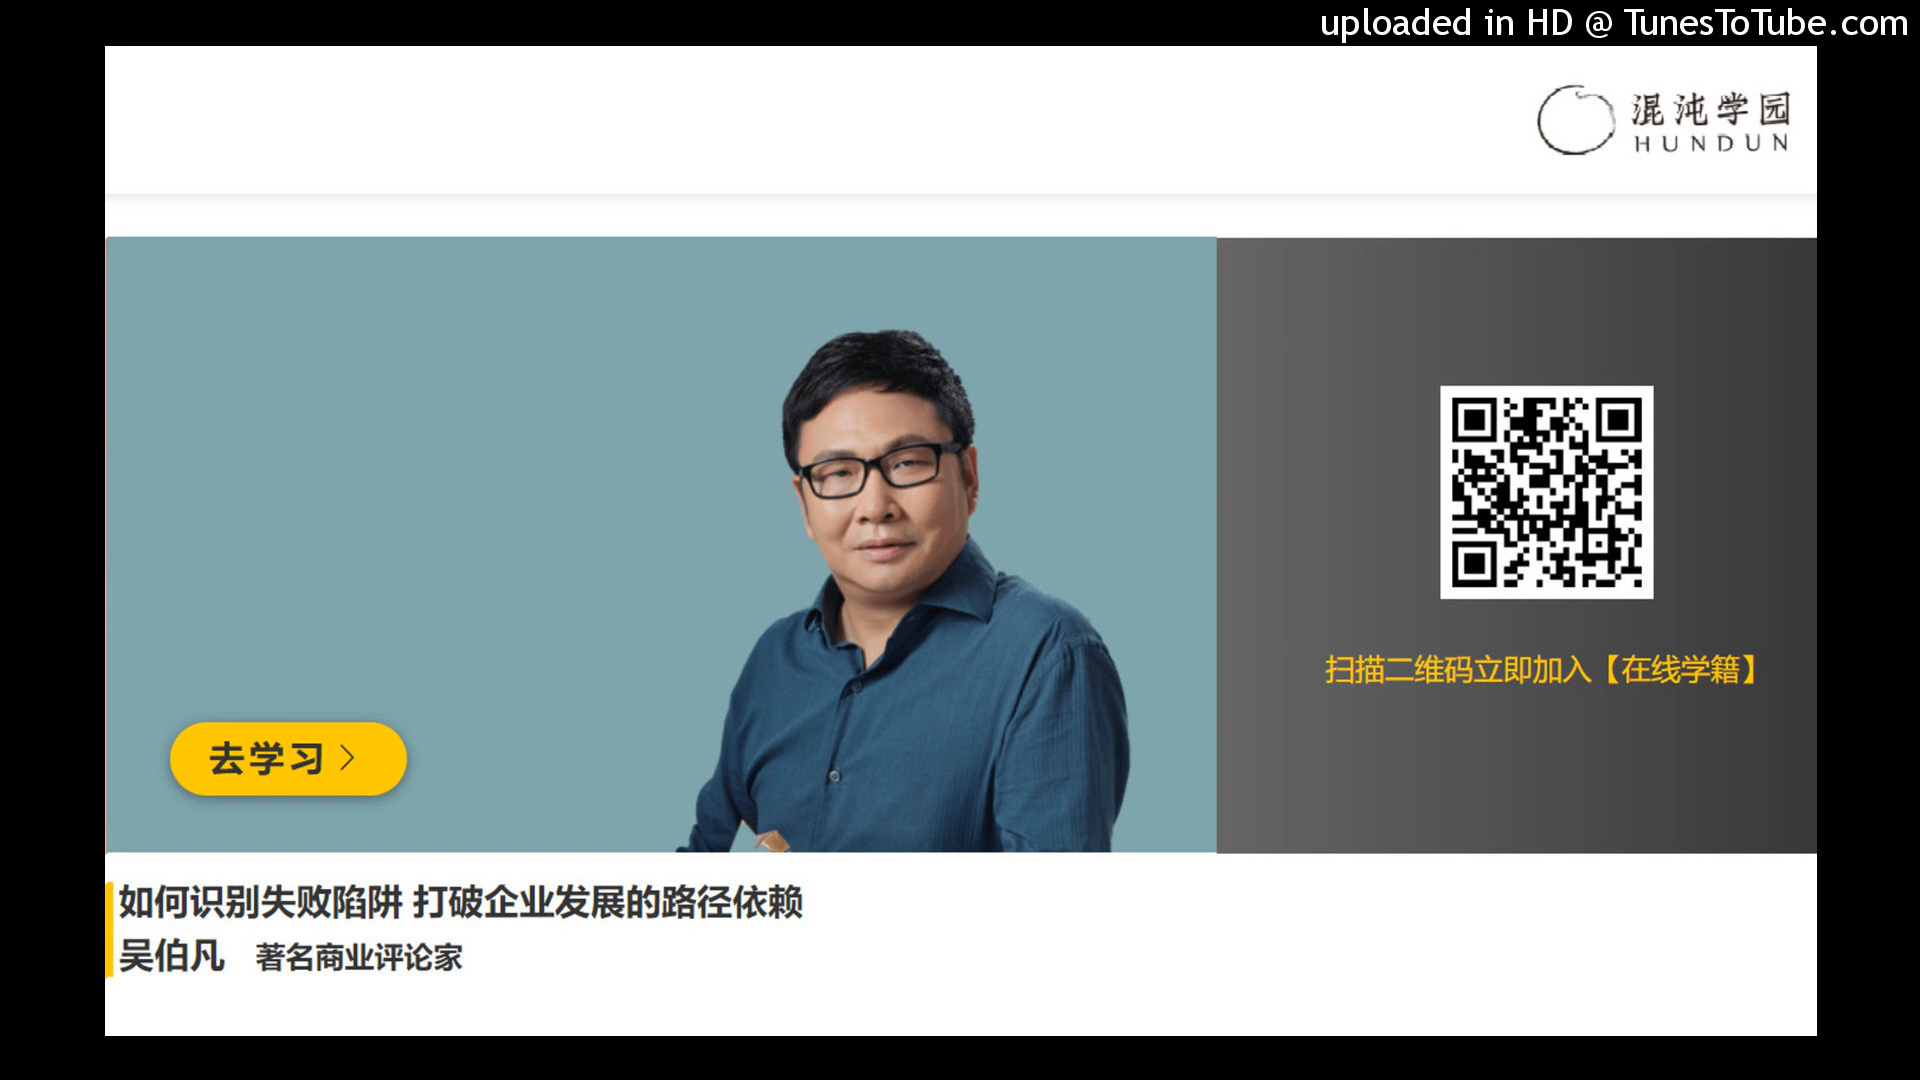 uploaded in HD @ TunesToTube.com
混沌学园
HUNDUN
扫描二维码立即加入【在线学籍】
去学习 >
如何识别失败陷阱 打破企业发展的路径依赖
吴伯凡 著名商业评论家